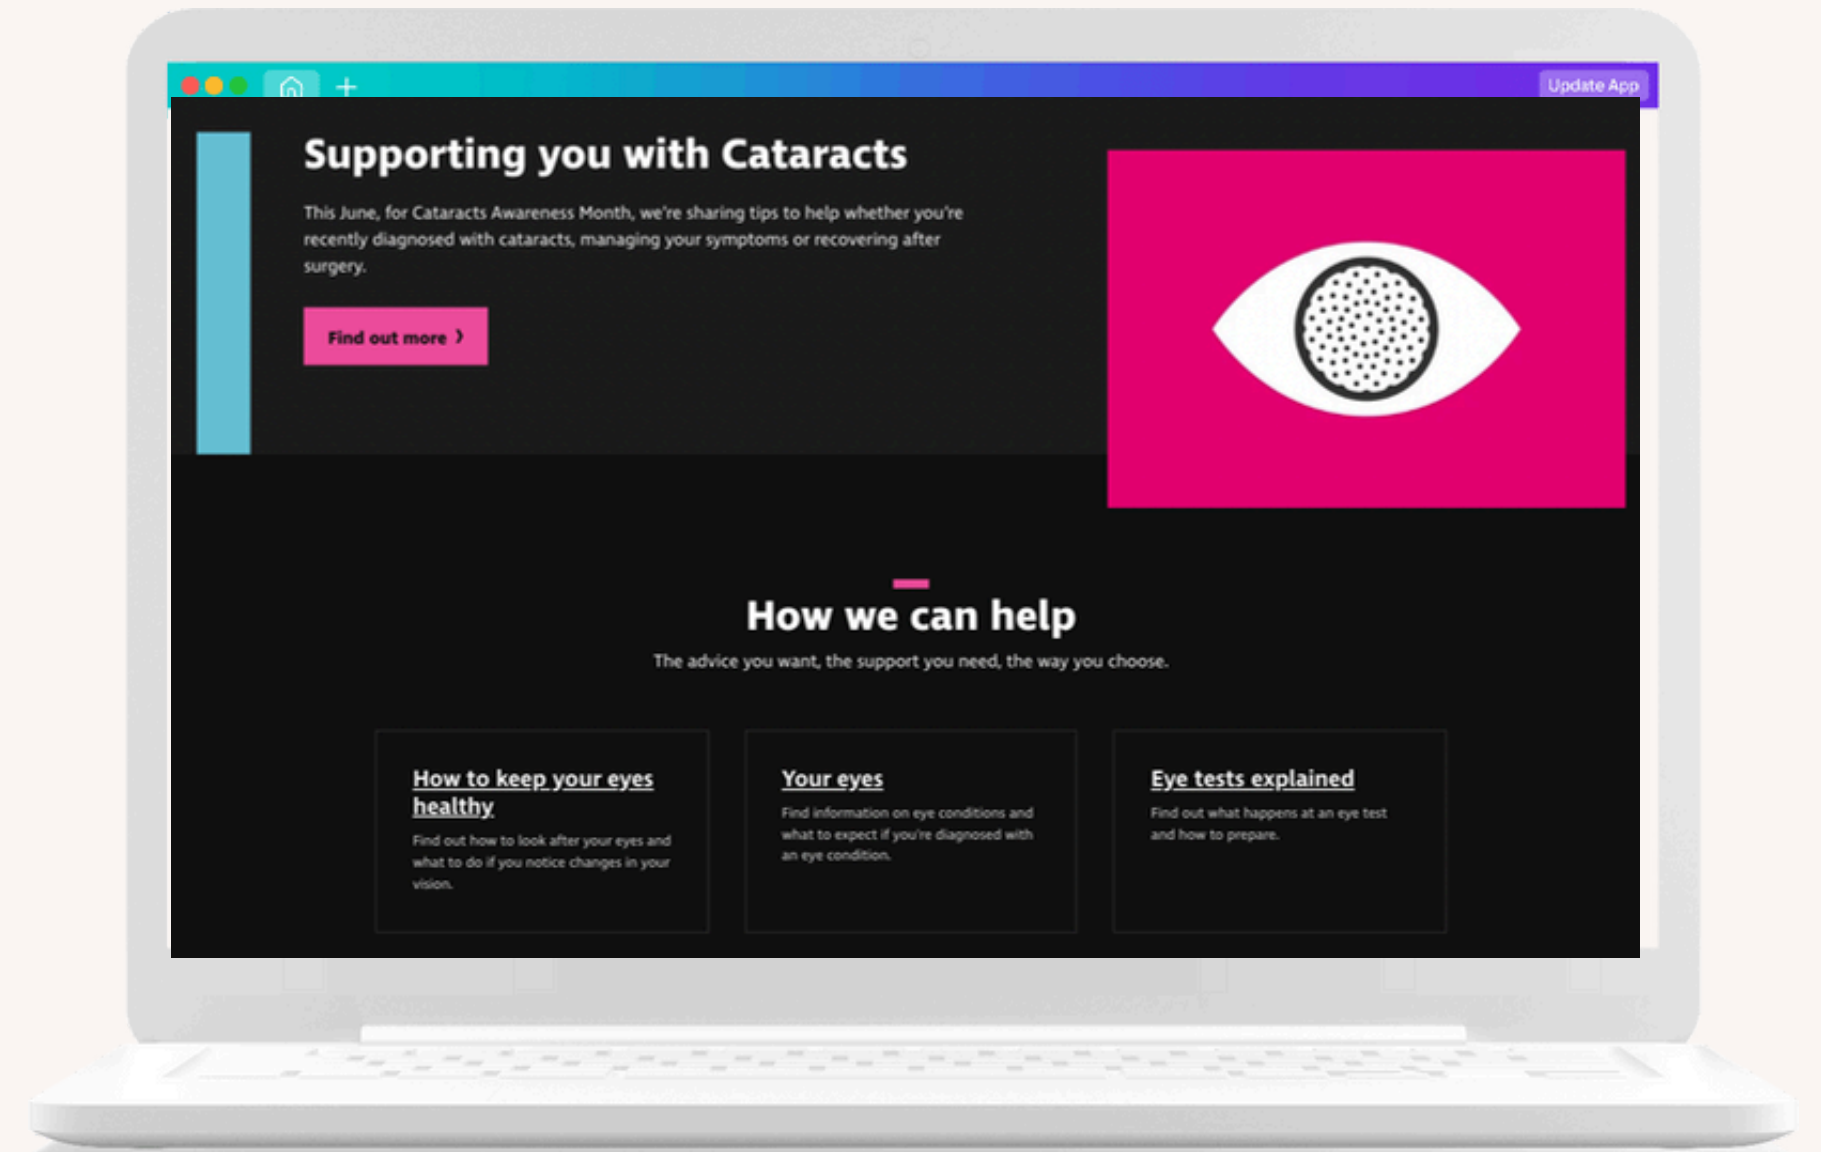 Update App
Supporting you with Cataracts
This June, for Cataracts Awareness Month, we're sharing tips to help whether you're
recently diagnosed with cataracts, managing your symptoms or recovering after
surgery.
Find out more ›
How we can help
The advice you want, the support you need, the way you choose.
How to keep your eyes
healthy
Find out how to look after your eyes and
what to do if you notice changes in your
vision.
Your eyes
Find information on eye conditions and
what to expect if you're diagnosed with
an eye condition.
Eye tests explained
Find out what happens at an eye test
and how to prepare.